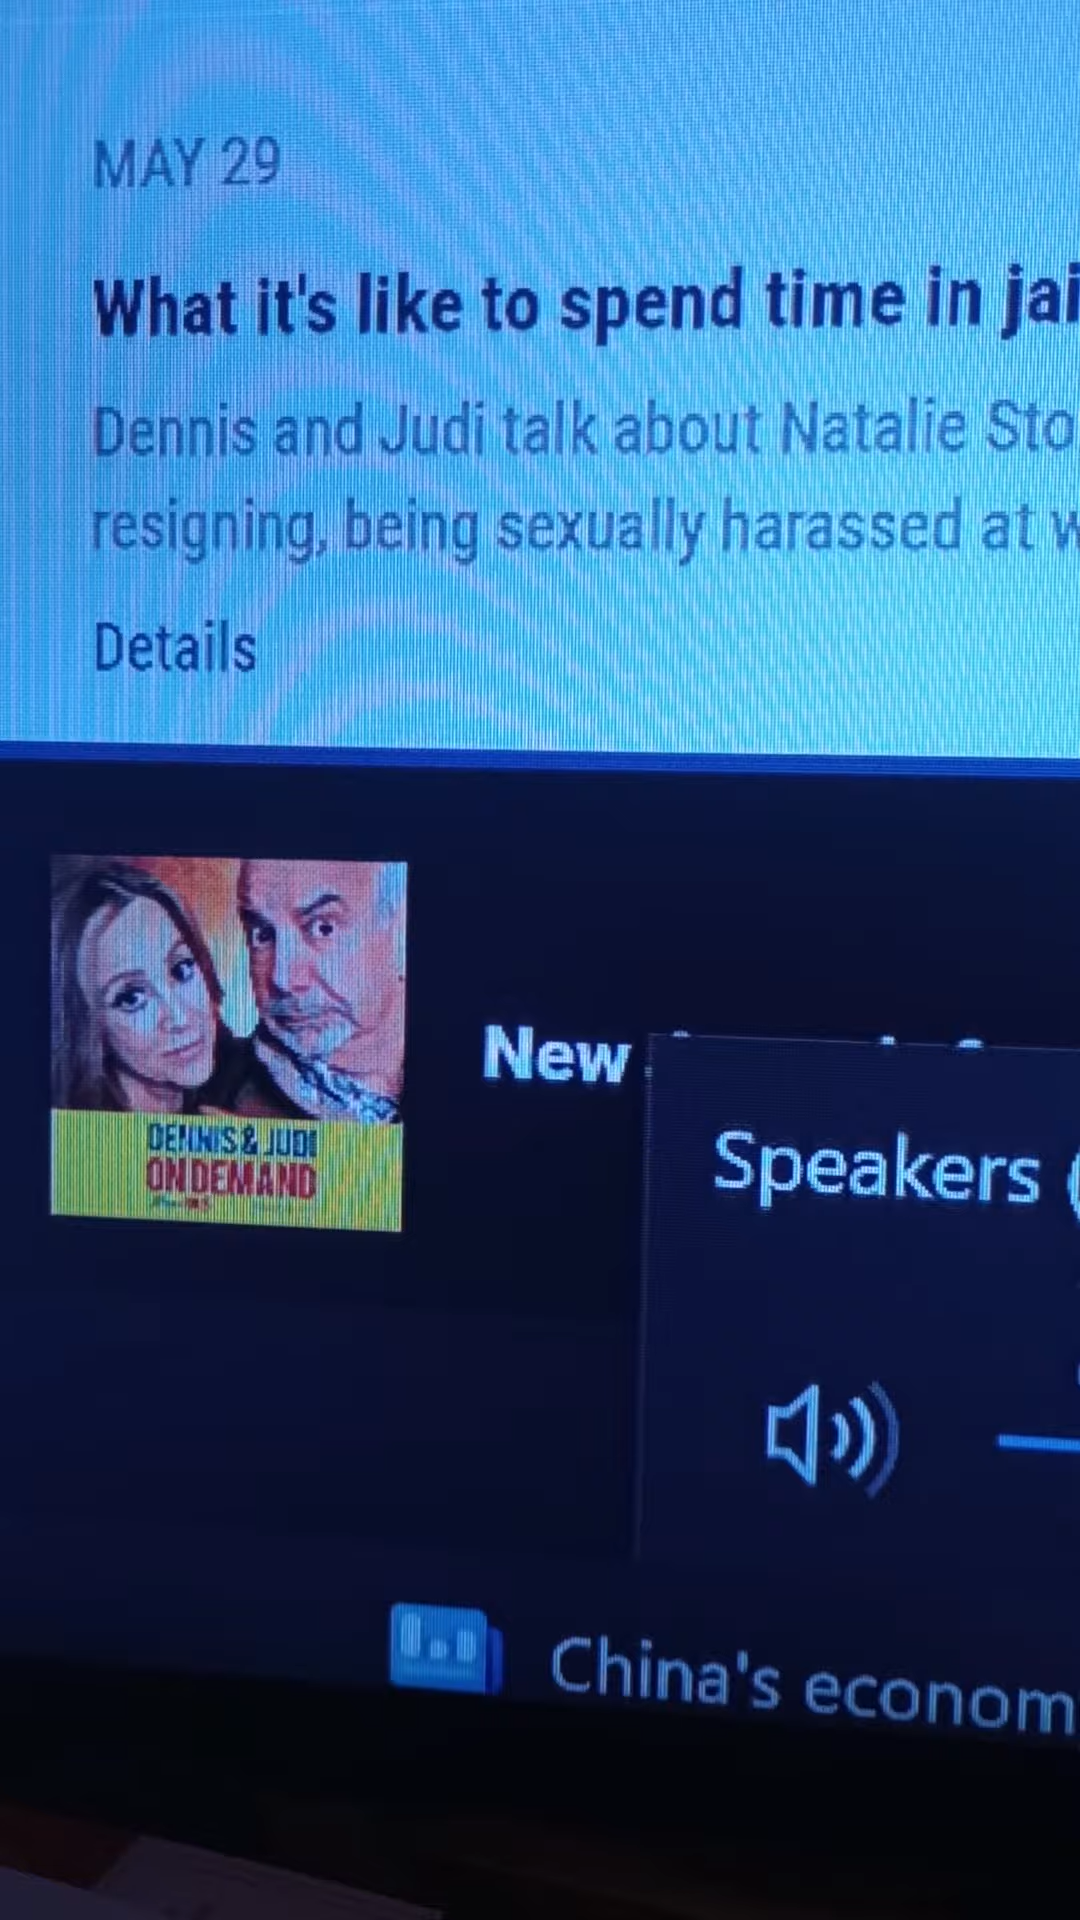 MAY 29
What it's like to spend time in jai
Dennis and Judi talk about Natalie Sto
resigning, being sexually harassed at w
Details
DENNIS & JUDI
ON DEMAND
New
Speakers (
China's econom